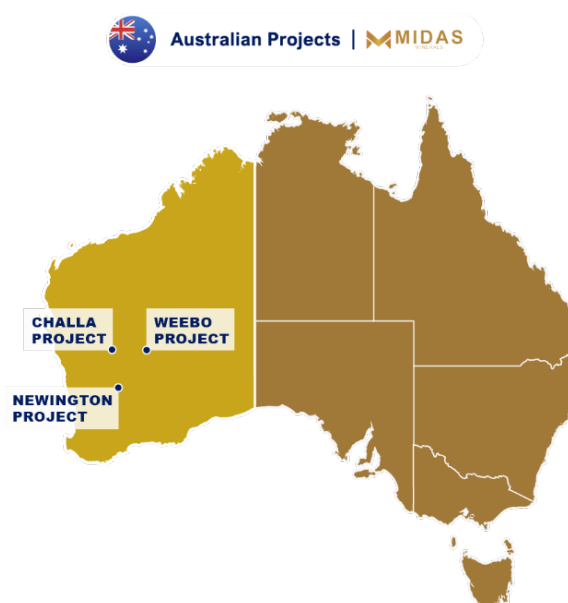 Australian Projects | MIDAS
MINERALS
CHALLA
PROJECT
WEEBO
PROJECT
NEWINGTON
PROJECT